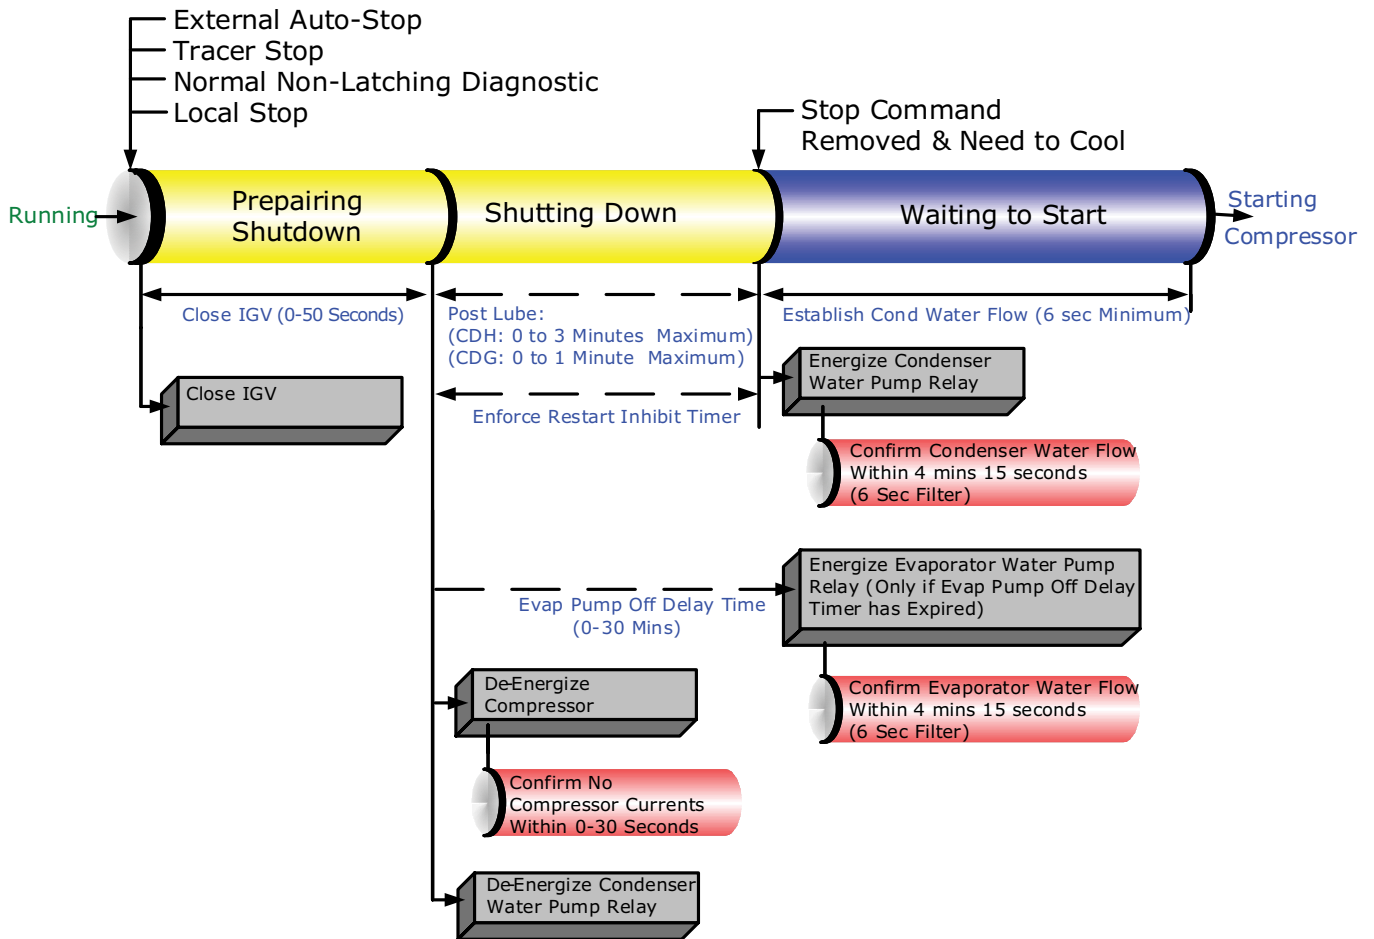 External Auto-Stop
Tracer Stop
Normal Non-Latching Diagnostic
Local Stop
Stop Command
Removed & Need to Cool
Running
Prepairing
Shutdown
Shutting Down
Waiting to Start
Starting
Compressor
Close IGV (0-50 Seconds)
Post Lube:
(CDH: 0 to 3 Minutes Maximum)
(CDG: 0 to 1 Minute Maximum)
Establish Cond Water Flow (6 sec Minimum)
Close IGV
Enforce Restart Inhibit Timer
Energize Condenser
Water Pump Relay
Confirm Condenser Water Flow
Within 4 mins 15 seconds
(6 Sec Filter)
Evap Pump Off Delay Time
(0-30 Mins)
Energize Evaporator Water Pump
Relay (Only if Evap Pump Off Delay
Timer has Expired)
Confirm Evaporator Water Flow
Within 4 mins 15 seconds
(6 Sec Filter)
De-Energize
Compressor
Confirm No
Compressor Currents
Within 0-30 Seconds
De-Energize Condenser
Water Pump Relay